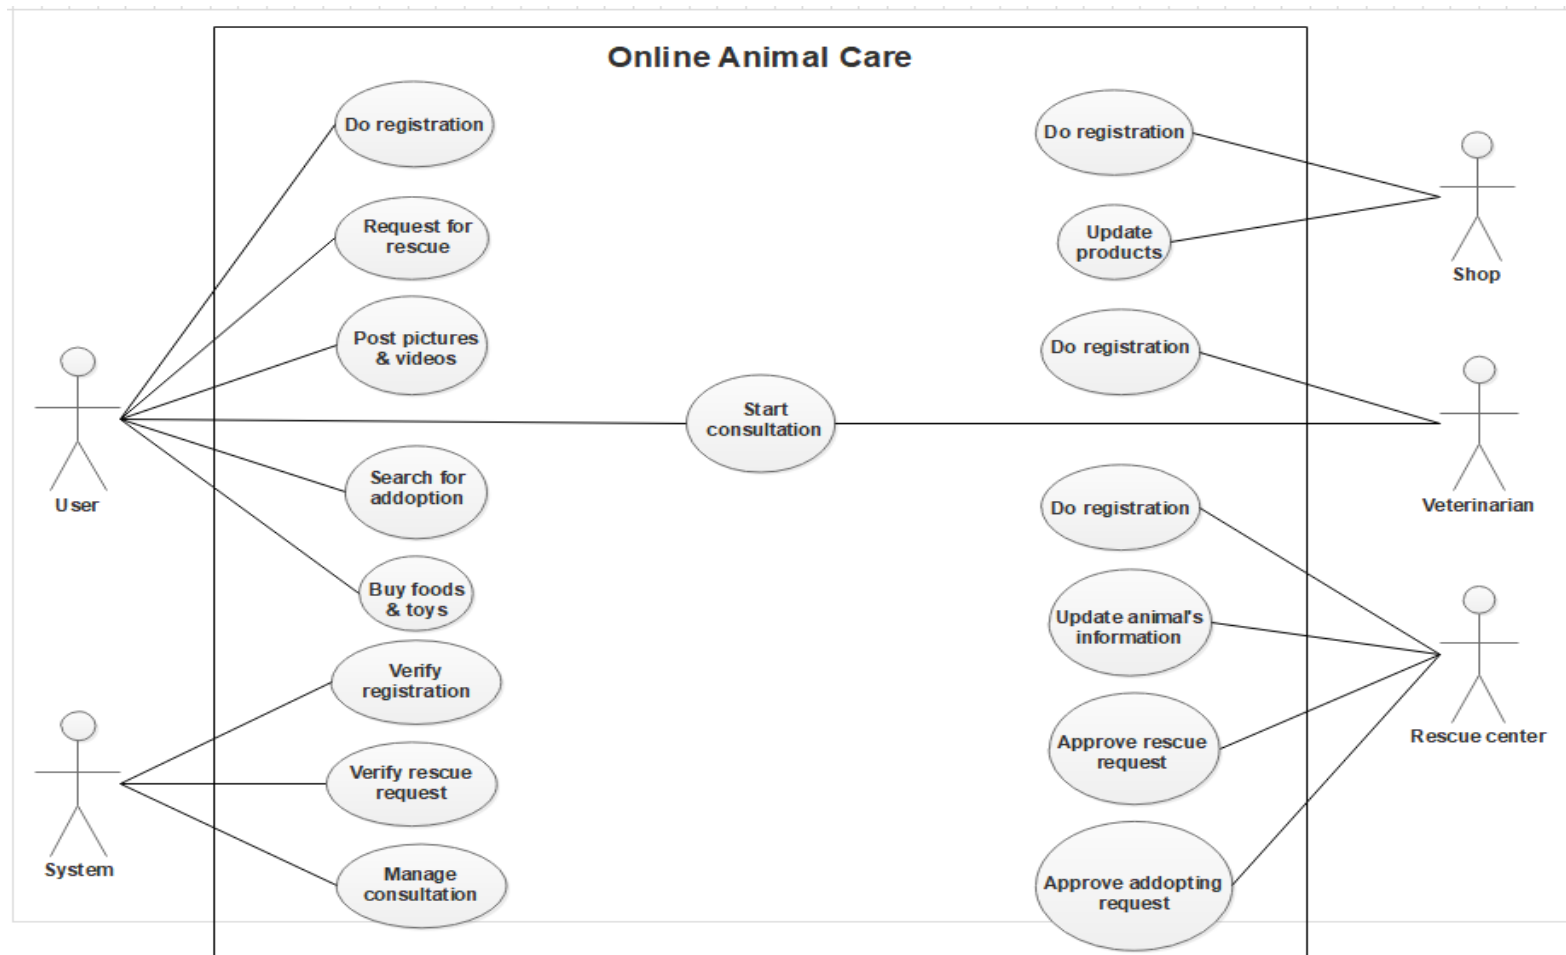 Online Animal Care
Do registration
Request for
rescue
Post pictures
& videos
Start
consultation
Search for
addoption
Buy foods
& toys
Verify
registration
Verify rescue
request
Manage
consultation
User
System
Do registration
Update
products
Do registration
Do registration
Update animal's
information
Approve rescue
request
Approve addopting
request
Shop
Veterinarian
Rescue center